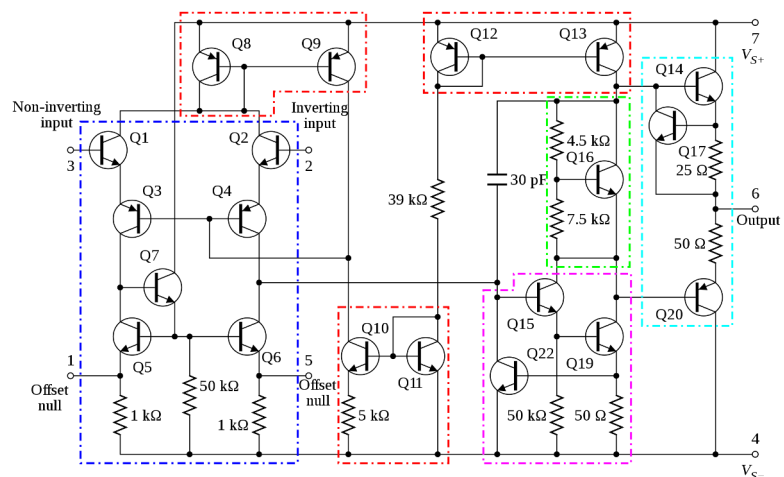 Q8
Q9
Q12
Q13
7
V_S+
Q14
Non-inverting
input
Q1
Q2
Inverting
input
3
2
4.5 kΩ
Q16
Q17
25 Ω
30 pF
Q3
Q4
39 kΩ
7.5 kΩ
6
Output
50 Ω
Q7
Q15
Q20
Q10
Q11
Q22
Q19
1
Q5
Q6
5
Offset
null
Offset
null
50 kΩ
1 kΩ
1 kΩ
5 kΩ
50 kΩ
50 Ω
4
V_S−